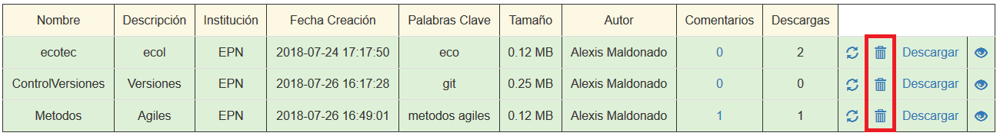 Nombre Descripción Institución Fecha Creación Palabras Clave Tamaño Autor Comentarios Descargas
ecotec ecol EPN 2018-07-24 17:17:50 eco 0.12 MB Alexis Maldonado 0 2 Descargar
ControlVersiones Versiones EPN 2018-07-26 16:17:28 git 0.25 MB Alexis Maldonado 0 0 Descargar
Metodos Agiles EPN 2018-07-26 16:49:01 metodos agiles 0.12 MB Alexis Maldonado 1 1 Descargar